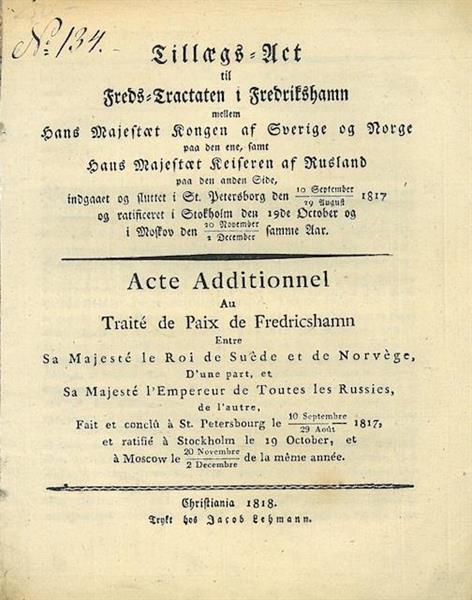 No: 134.
Tillægs-Act
til
Freds-Tractaten i Fredrikshamn
mellem
Hans Majestæt Kongen af Sverige og Norge
paa den ene, samt
Hans Majestæt Keiseren af Rusland
paa den anden Side,
indgaaet og sluttet i St. Petersborg den 10 September / 29 August 1817
og ratificeret i Stokholm den 19de October og
i Moskov den 20 November / 2 December samme Aar.
Acte Additionnel
Au
Traité de Paix de Fredricshamn
Entre
Sa Majesté le Roi de Suède et de Norvège,
D'une part, et
Sa Majesté l'Empereur de Toutes les Russies,
de l'autre,
Fait et conclû à St. Petersbourg le 10 Septembre / 29 Août 1817,
et ratifié à Stockholm le 19 October, et
à Moscow le 20 Novembre / 2 Decembre de la même année.
Christiania 1818.
Trykt hos Jacob Lehmann.